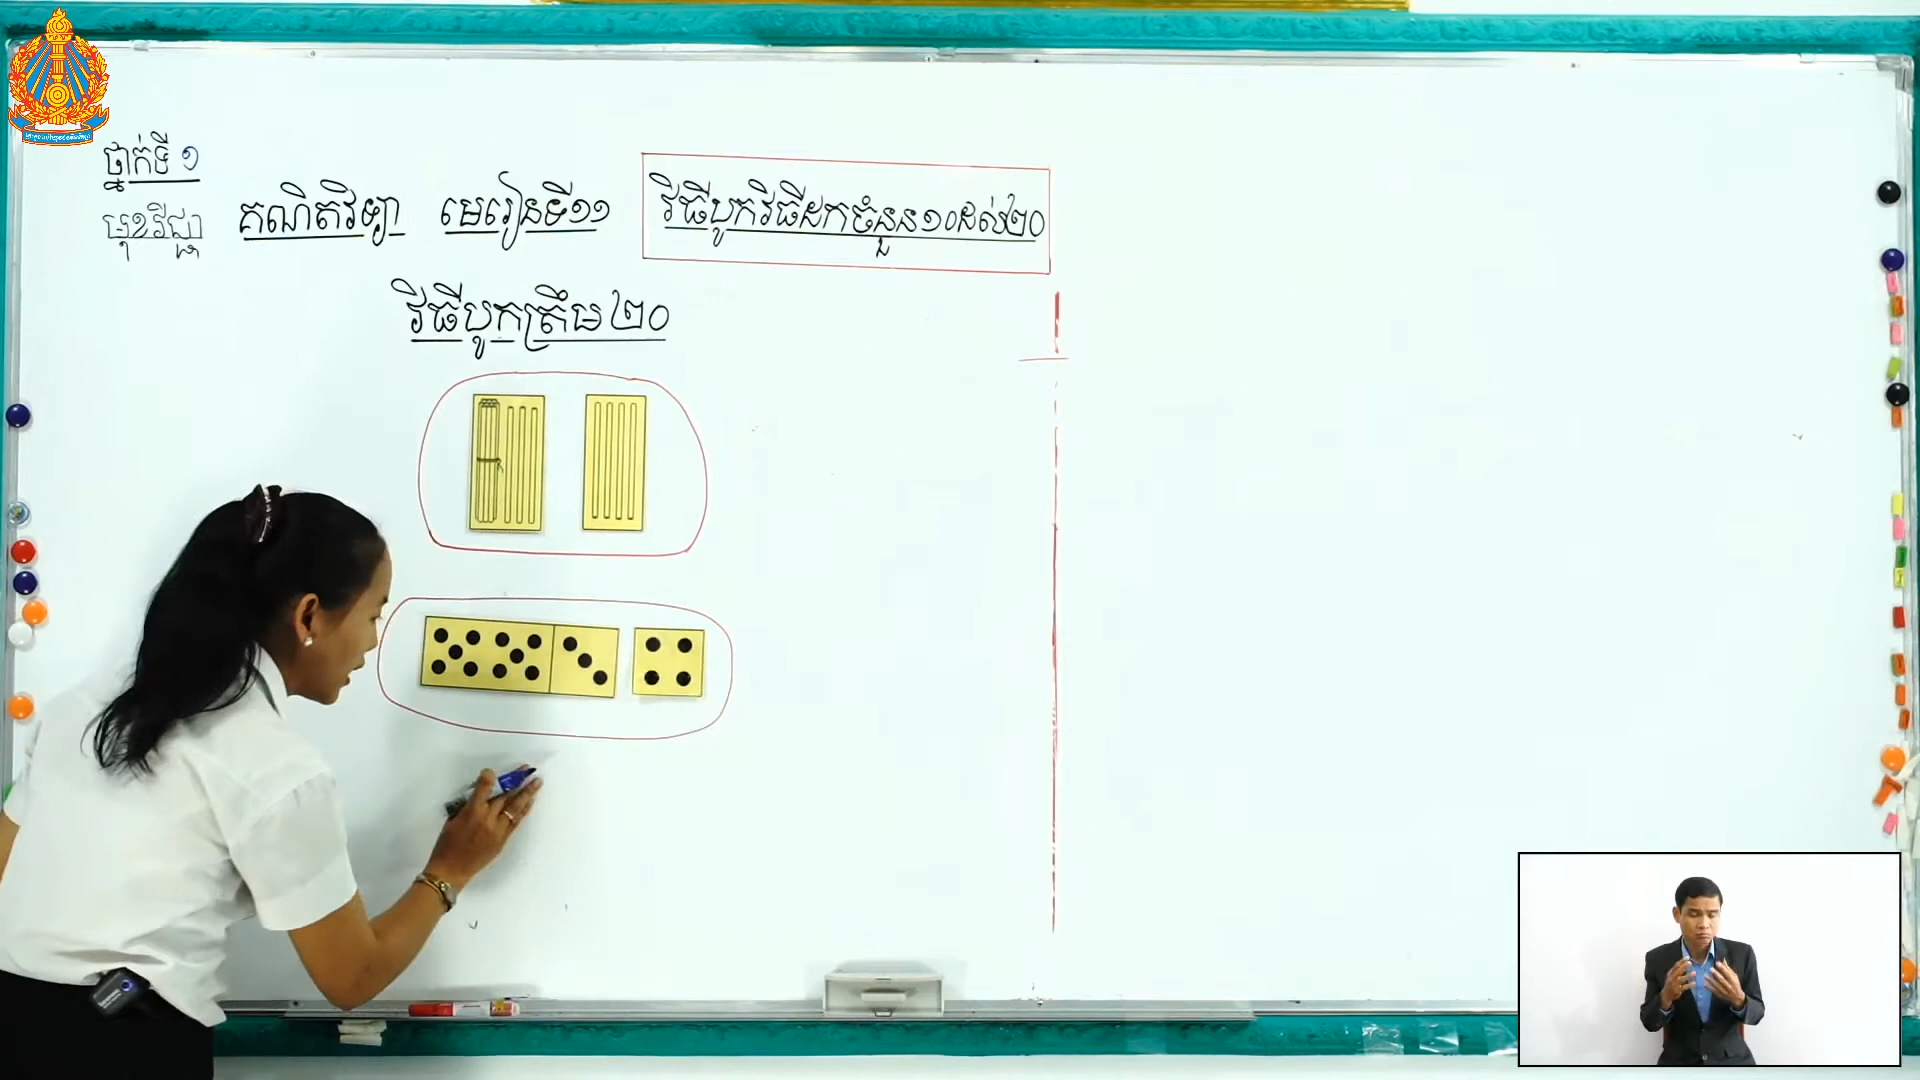 ថ្នាក់ទី ១
មុខវិជ្ជា គណិតវិទ្យា មេរៀនទី១១ វិធីបូកវិធីដកចំនួន១០ដល់២០
វិធីបូកត្រឹម ២០